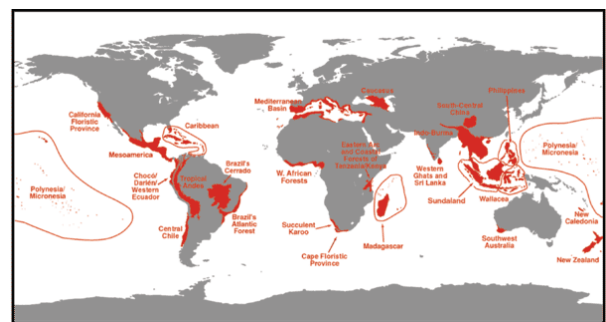 California
Floristic
Province
Caribbean
Mesoamerica
Polynesia/
Micronesia
Chocó/
Darién/
Western
Ecuador
Tropical
Andes
Brazil's
Cerrado
Brazil's
Atlantic
Forest
Central
Chile
Mediterranean
Basin
Caucasus
W. African
Forests
Eastern Arc
and Coastal
Forests of
Tanzania/Kenya
Succulent
Karoo
Cape Floristic
Province
Madagascar
South-Central
China
Indo-Burma
Philippines
Western
Ghats and
Sri Lanka
Sundaland
Wallacea
Polynesia/
Micronesia
Southwest
Australia
New
Caledonia
New Zealand